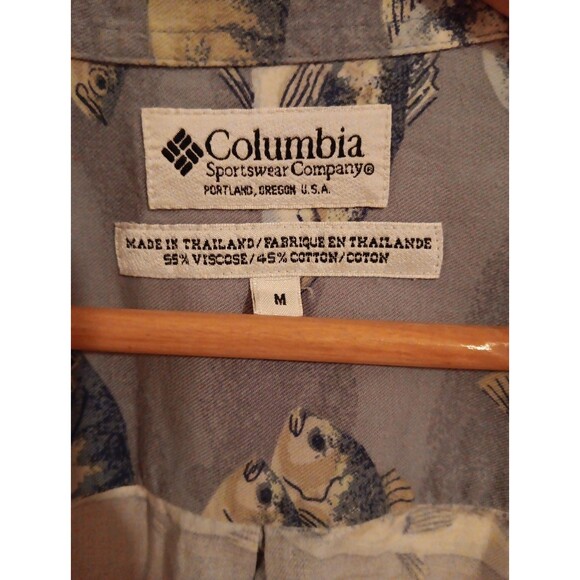 Columbia
Sportswear Company®
PORTLAND, OREGON U.S.A.
MADE IN THAILAND/FABRIQUE EN THAILANDE
55% VISCOSE/45% COTTON/COTON
M